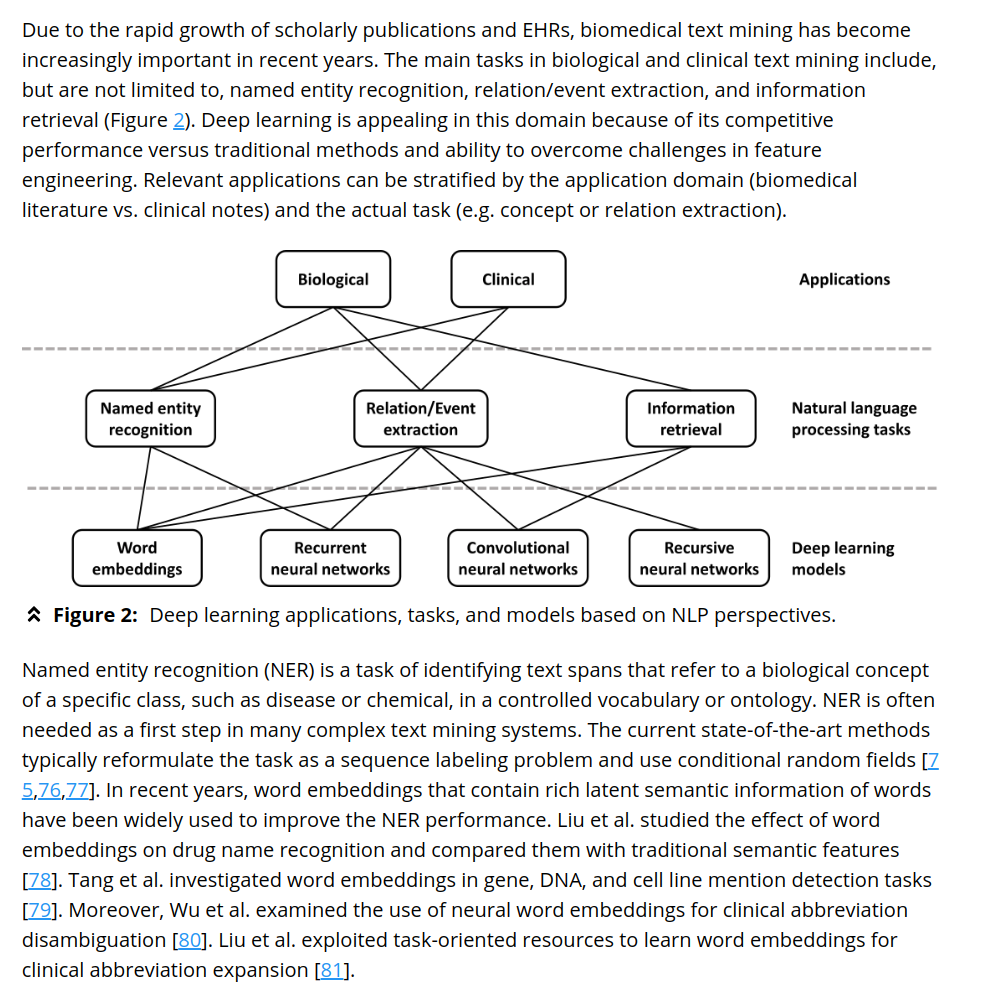 Due to the rapid growth of scholarly publications and EHRs, biomedical text mining has become
increasingly important in recent years. The main tasks in biological and clinical text mining include,
but are not limited to, named entity recognition, relation/event extraction, and information
retrieval (Figure 2). Deep learning is appealing in this domain because of its competitive
performance versus traditional methods and ability to overcome challenges in feature
engineering. Relevant applications can be stratified by the application domain (biomedical
literature vs. clinical notes) and the actual task (e.g. concept or relation extraction).
Biological
Clinical
Applications
Named entity
recognition
Relation/Event
extraction
Information
retrieval
Natural language
processing tasks
Word
embeddings
Recurrent
neural networks
Convolutional
neural networks
Recursive
neural networks
Deep learning
models
Figure 2: Deep learning applications, tasks, and models based on NLP perspectives.
Named entity recognition (NER) is a task of identifying text spans that refer to a biological concept
of a specific class, such as disease or chemical, in a controlled vocabulary or ontology. NER is often
needed as a first step in many complex text mining systems. The current state-of-the-art methods
typically reformulate the task as a sequence labeling problem and use conditional random fields [7
5,76,77]. In recent years, word embeddings that contain rich latent semantic information of words
have been widely used to improve the NER performance. Liu et al. studied the effect of word
embeddings on drug name recognition and compared them with traditional semantic features
[78]. Tang et al. investigated word embeddings in gene, DNA, and cell line mention detection tasks
[79]. Moreover, Wu et al. examined the use of neural word embeddings for clinical abbreviation
disambiguation [80]. Liu et al. exploited task-oriented resources to learn word embeddings for
clinical abbreviation expansion [81].